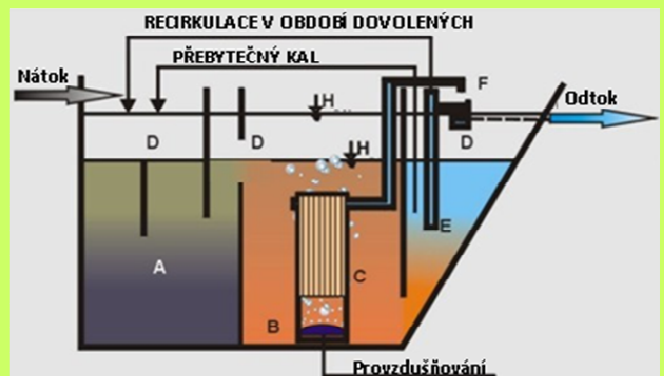 RECIRKULACE V OBDOBÍ DOVOLENÝCH
PŘEBYTEČNÝ KAL
Nátok
F
H
Odtok
D
D
H
D
E
A
C
B
Provzdušňování